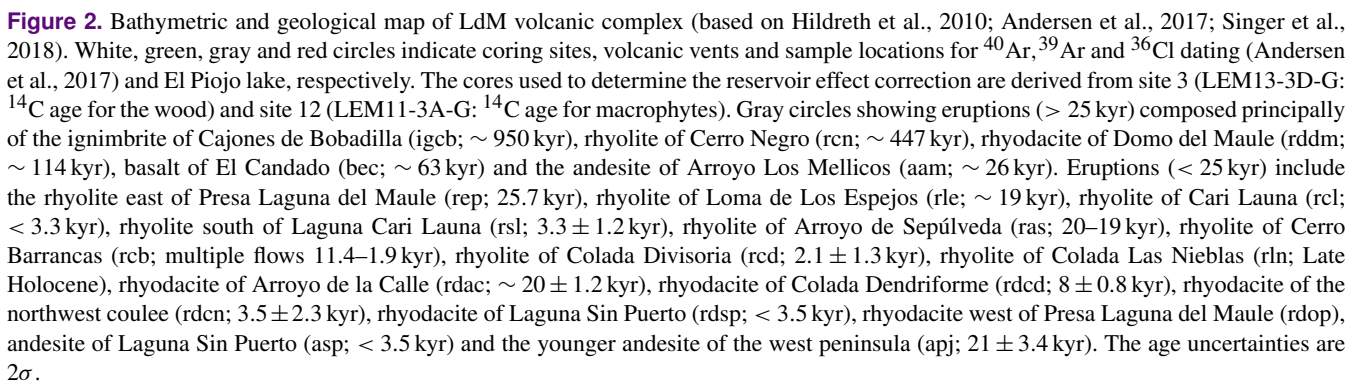 Figure 2. Bathymetric and geological map of LdM volcanic complex (based on Hildreth et al., 2010; Andersen et al., 2017; Singer et al.,
2018). White, green, gray and red circles indicate coring sites, volcanic vents and sample locations for ⁴⁰Ar,³⁹Ar and ³⁶Cl dating (Andersen
et al., 2017) and El Piojo lake, respectively. The cores used to determine the reservoir effect correction are derived from site 3 (LEM13-3D-G:
¹⁴C age for the wood) and site 12 (LEM11-3A-G: ¹⁴C age for macrophytes). Gray circles showing eruptions (> 25 kyr) composed principally
of the ignimbrite of Cajones de Bobadilla (igcb; ∼ 950 kyr), rhyolite of Cerro Negro (rcn; ∼ 447 kyr), rhyodacite of Domo del Maule (rddm;
∼ 114 kyr), basalt of El Candado (bec; ∼ 63 kyr) and the andesite of Arroyo Los Mellicos (aam; ∼ 26 kyr). Eruptions (< 25 kyr) include
the rhyolite east of Presa Laguna del Maule (rep; 25.7 kyr), rhyolite of Loma de Los Espejos (rle; ∼ 19 kyr), rhyolite of Cari Launa (rcl;
< 3.3 kyr), rhyolite south of Laguna Cari Launa (rsl; 3.3 ± 1.2 kyr), rhyolite of Arroyo de Sepúlveda (ras; 20–19 kyr), rhyolite of Cerro
Barrancas (rcb; multiple flows 11.4–1.9 kyr), rhyolite of Colada Divisoria (rcd; 2.1 ± 1.3 kyr), rhyolite of Colada Las Nieblas (rln; Late
Holocene), rhyodacite of Arroyo de la Calle (rdac; ∼ 20 ± 1.2 kyr), rhyodacite of Colada Dendriforme (rdcd; 8 ± 0.8 kyr), rhyodacite of the
northwest coulee (rdcn; 3.5 ± 2.3 kyr), rhyodacite of Laguna Sin Puerto (rdsp; < 3.5 kyr), rhyodacite west of Presa Laguna del Maule (rdop),
andesite of Laguna Sin Puerto (asp; < 3.5 kyr) and the younger andesite of the west peninsula (apj; 21 ± 3.4 kyr). The age uncertainties are
2σ.